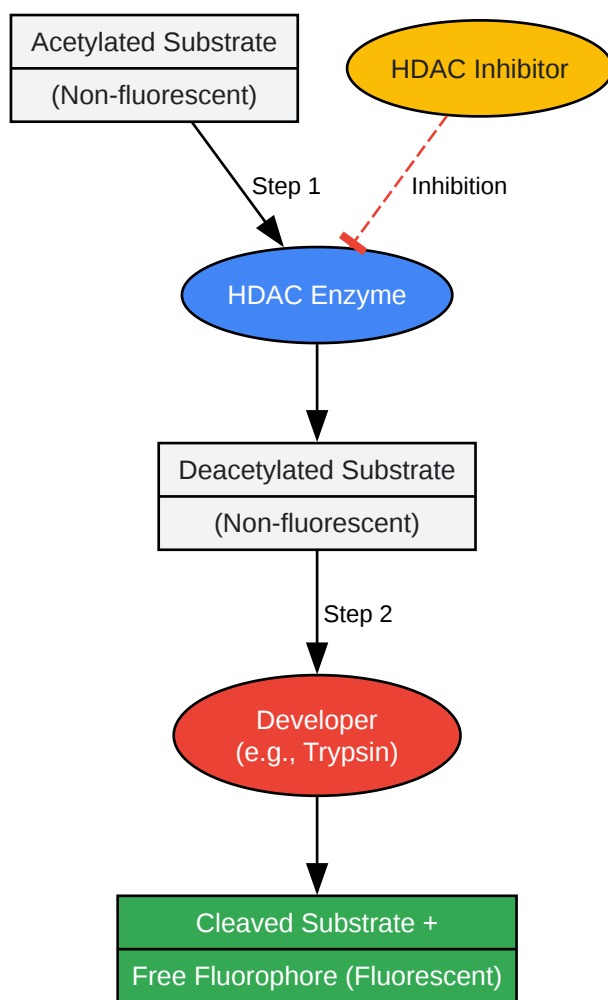 Acetylated Substrate
(Non-fluorescent)
HDAC Inhibitor
Step 1
Inhibition
HDAC Enzyme
Deacetylated Substrate
(Non-fluorescent)
Step 2
Developer
(e.g., Trypsin)
Cleaved Substrate +
Free Fluorophore (Fluorescent)